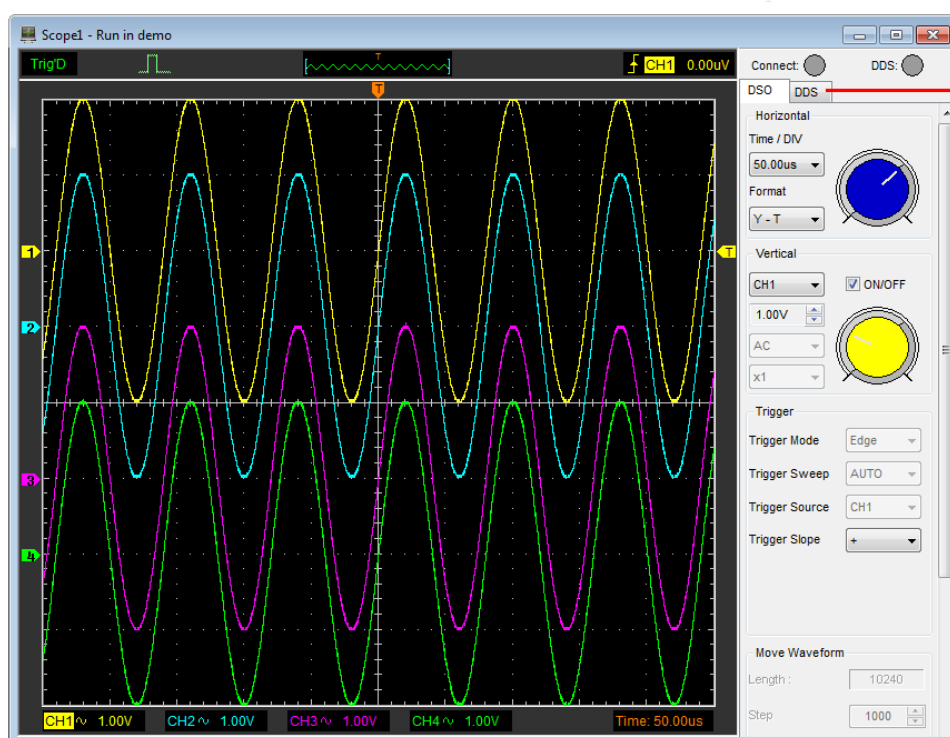 Scope1 - Run in demo
Trig'D
T
CH1 0.00uV
Connect:
DDS:
DSO
DDS
T
Horizontal
Time / DIV
50.00us
Format
Y - T
1
T
Vertical
CH1
ON/OFF
1.00V
2
AC
x1
Trigger
Trigger Mode
Edge
Trigger Sweep
AUTO
3
Trigger Source
CH1
Trigger Slope
+
4
Move Waveform
Length :
10240
Step
1000
CH1 ∿ 1.00V
CH2 ∿ 1.00V
CH3 ∿ 1.00V
CH4 ∿ 1.00V
Time: 50.00us